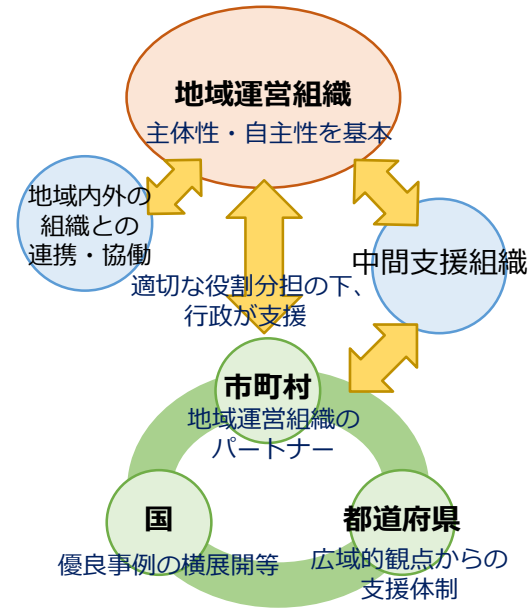 地域運営組織
主体性・自主性を基本
地域内外の
組織との
連携・協働
中間支援組織
適切な役割分担の下、
行政が支援
市町村
地域運営組織の
パートナー
国
優良事例の横展開等
都道府県
広域的観点からの
支援体制